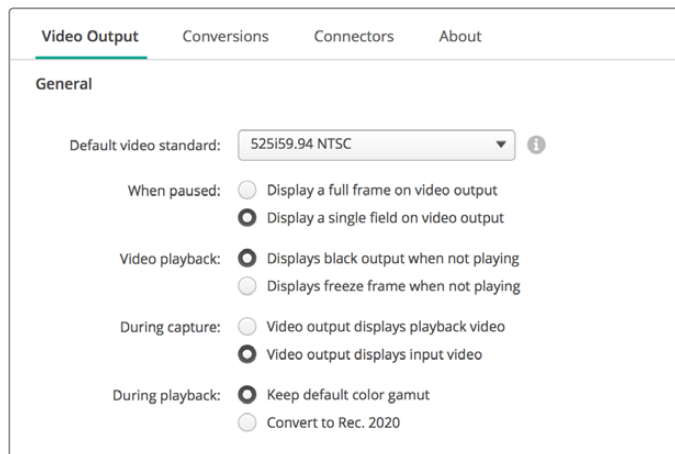 Video Output Conversions Connectors About
General
Default video standard: 525i59.94 NTSC
When paused: Display a full frame on video output
Display a single field on video output
Video playback: Displays black output when not playing
Displays freeze frame when not playing
During capture: Video output displays playback video
Video output displays input video
During playback: Keep default color gamut
Convert to Rec. 2020